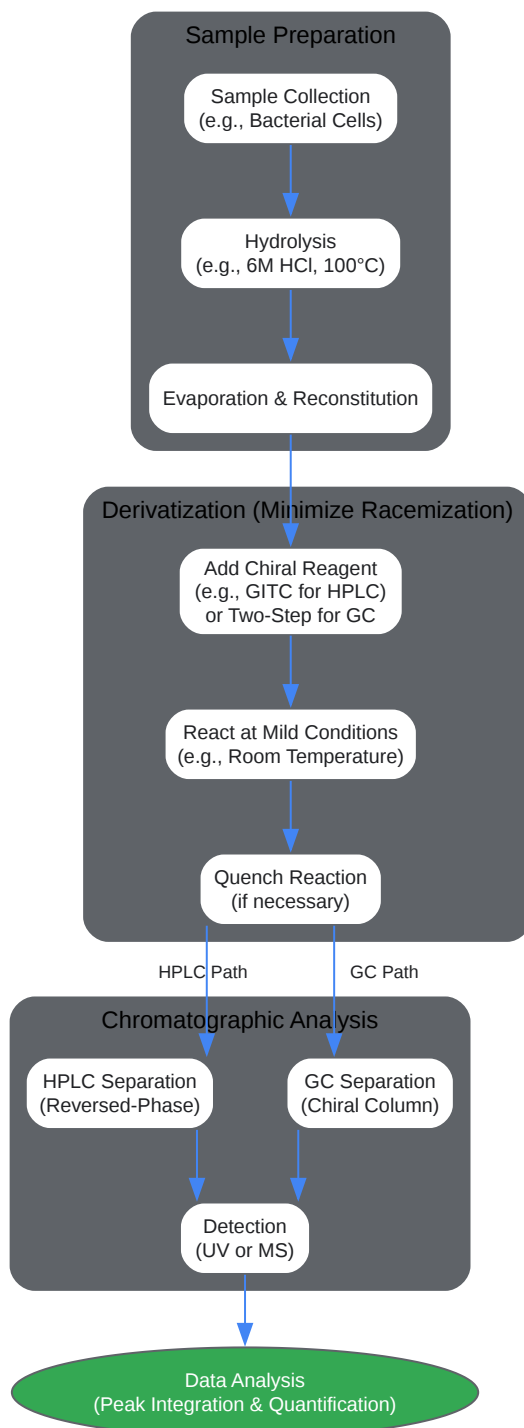 Sample Preparation
Sample Collection
(e.g., Bacterial Cells)
Hydrolysis
(e.g., 6M HCl, 100°C)
Evaporation & Reconstitution
Derivatization (Minimize Racemization)
Add Chiral Reagent
(e.g., GITC for HPLC)
or Two-Step for GC
React at Mild Conditions
(e.g., Room Temperature)
Quench Reaction
(if necessary)
HPLC Path
GC Path
Chromatographic Analysis
HPLC Separation
(Reversed-Phase)
GC Separation
(Chiral Column)
Detection
(UV or MS)
Data Analysis
(Peak Integration & Quantification)